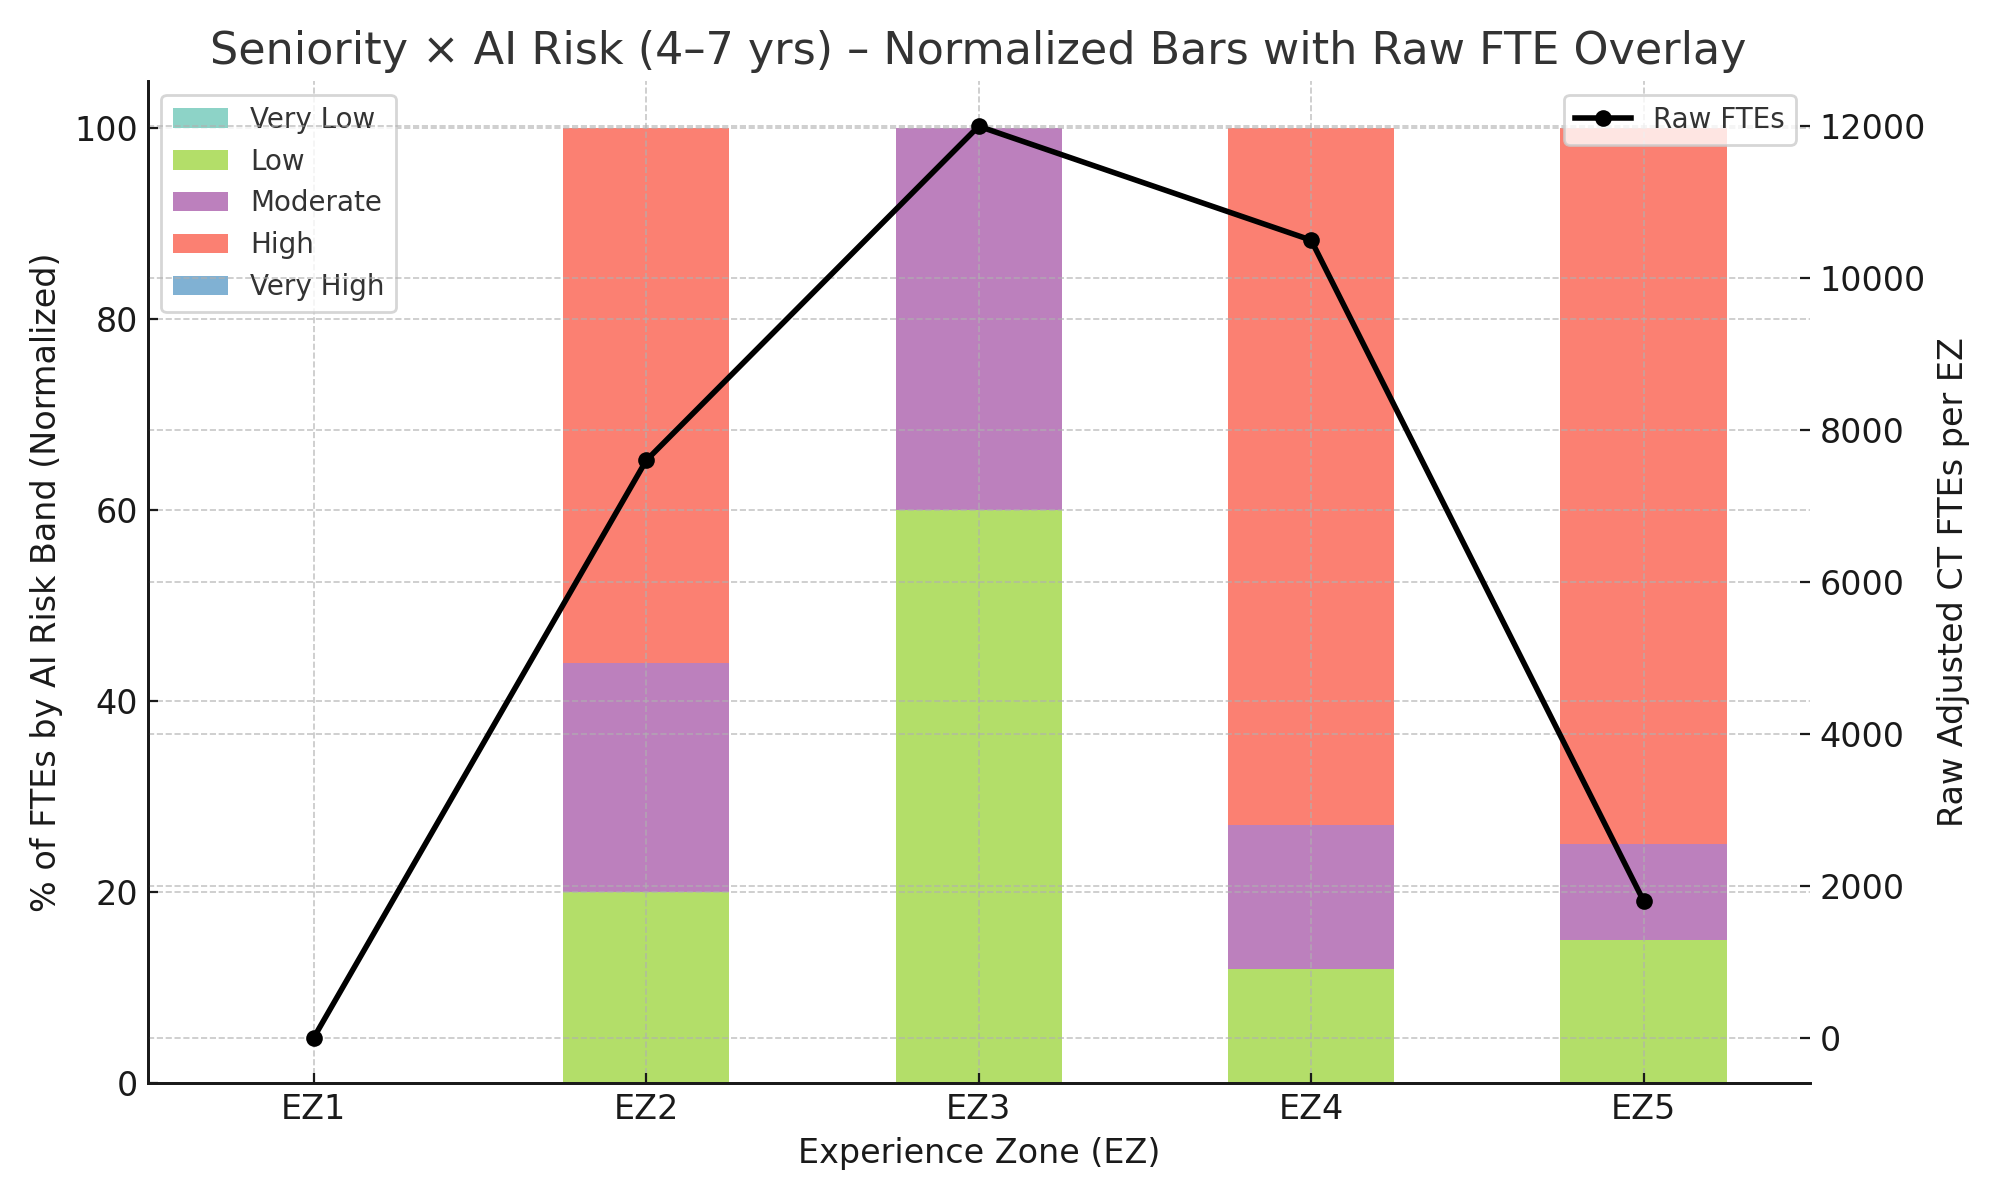 Seniority × AI Risk (4–7 yrs) – Normalized Bars with Raw FTE Overlay
Very Low
Low
Moderate
High
Very High
Raw FTEs
% of FTEs by AI Risk Band (Normalized)
100
80
60
40
20
0
12000
10000
8000
6000
4000
2000
0
Raw Adjusted CT FTEs per EZ
EZ1 EZ2 EZ3 EZ4 EZ5
Experience Zone (EZ)